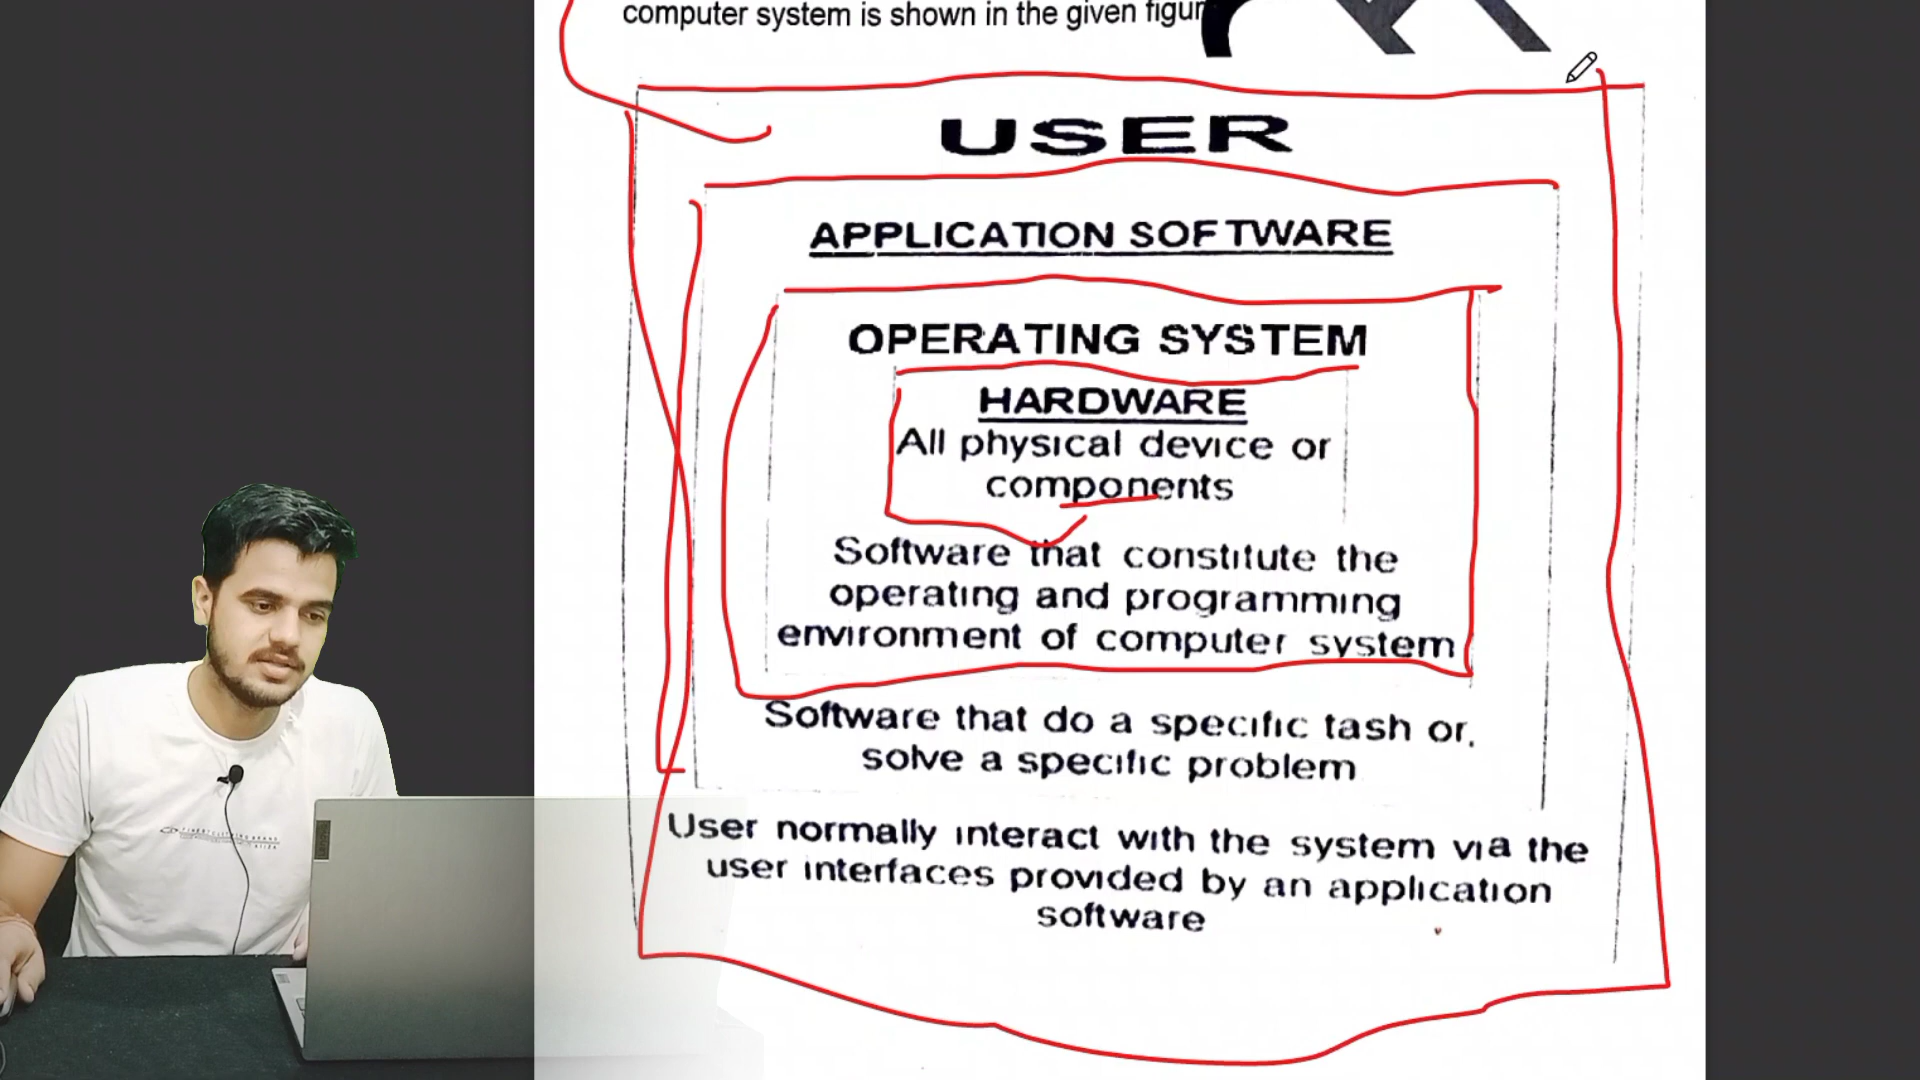 computer system is shown in the given figur
USER
APPLICATION SOFTWARE
OPERATING SYSTEM
HARDWARE
All physical device or
components
Software that constitute the
operating and programming
environment of computer system
Software that do a specific tash or.
solve a specific problem
User normally interact with the system via the
user interfaces provided by an application
software